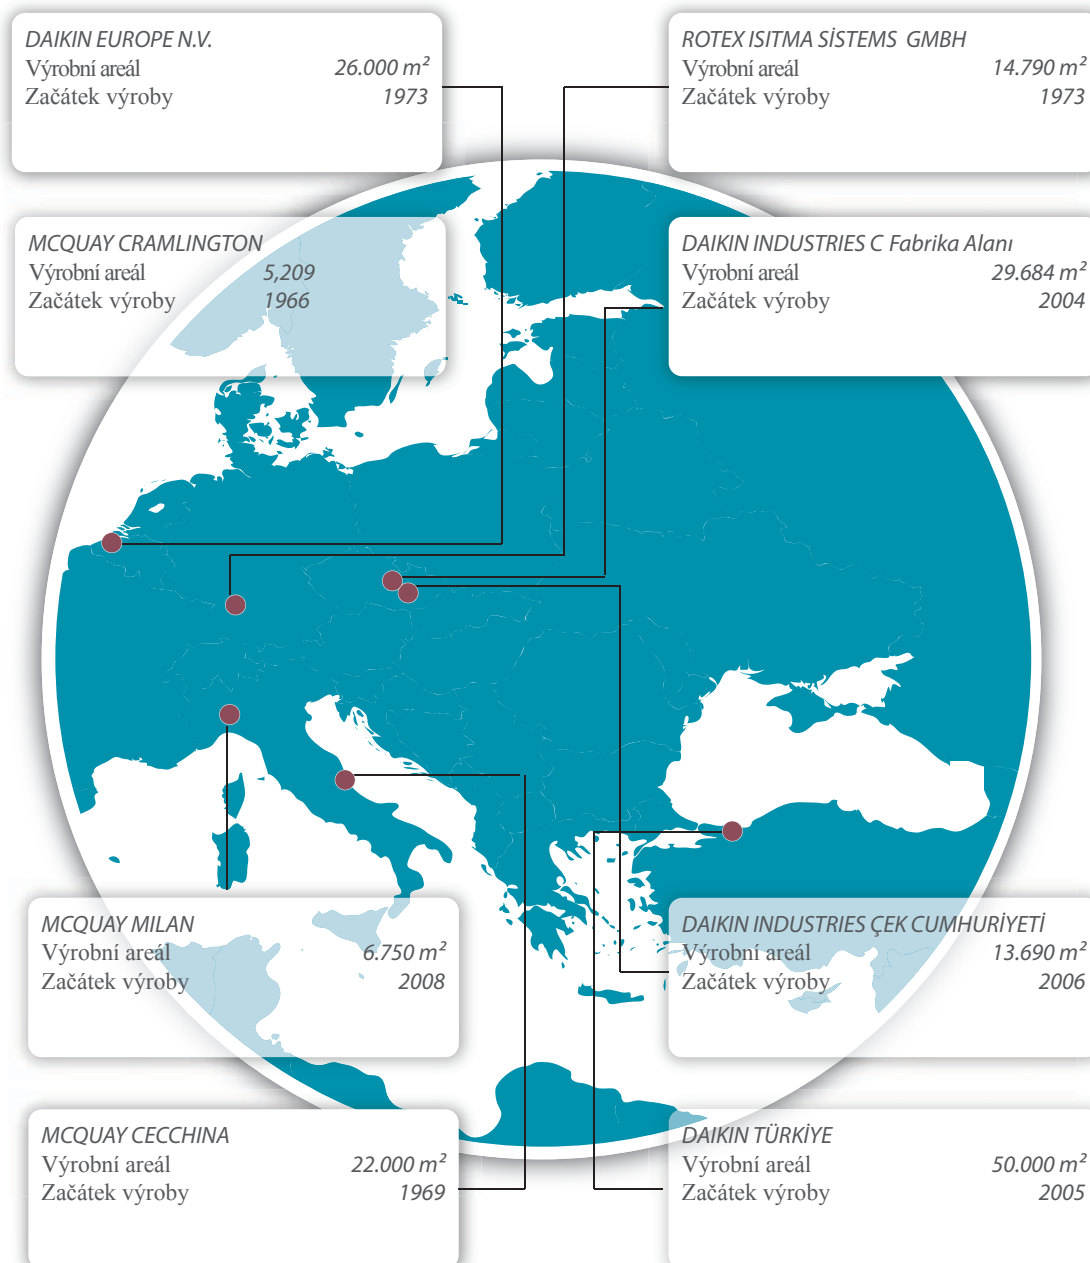 DAIKIN EUROPE N.V.
Výrobní areál 26.000 m²
Začátek výroby 1973
ROTEX ISITMA SİSTEMS GMBH
Výrobní areál 14.790 m²
Začátek výroby 1973
MCQUAY CRAMLINGTON
Výrobní areál 5,209
Začátek výroby 1966
DAIKIN INDUSTRIES C Fabrika Alanı
Výrobní areál 29.684 m²
Začátek výroby 2004
MCQUAY MILAN
Výrobní areál 6.750 m²
Začátek výroby 2008
DAIKIN INDUSTRIES ÇEK CUMHURİYETİ
Výrobní areál 13.690 m²
Začátek výroby 2006
MCQUAY CECCHINA
Výrobní areál 22.000 m²
Začátek výroby 1969
DAIKIN TÜRKİYE
Výrobní areál 50.000 m²
Začátek výroby 2005